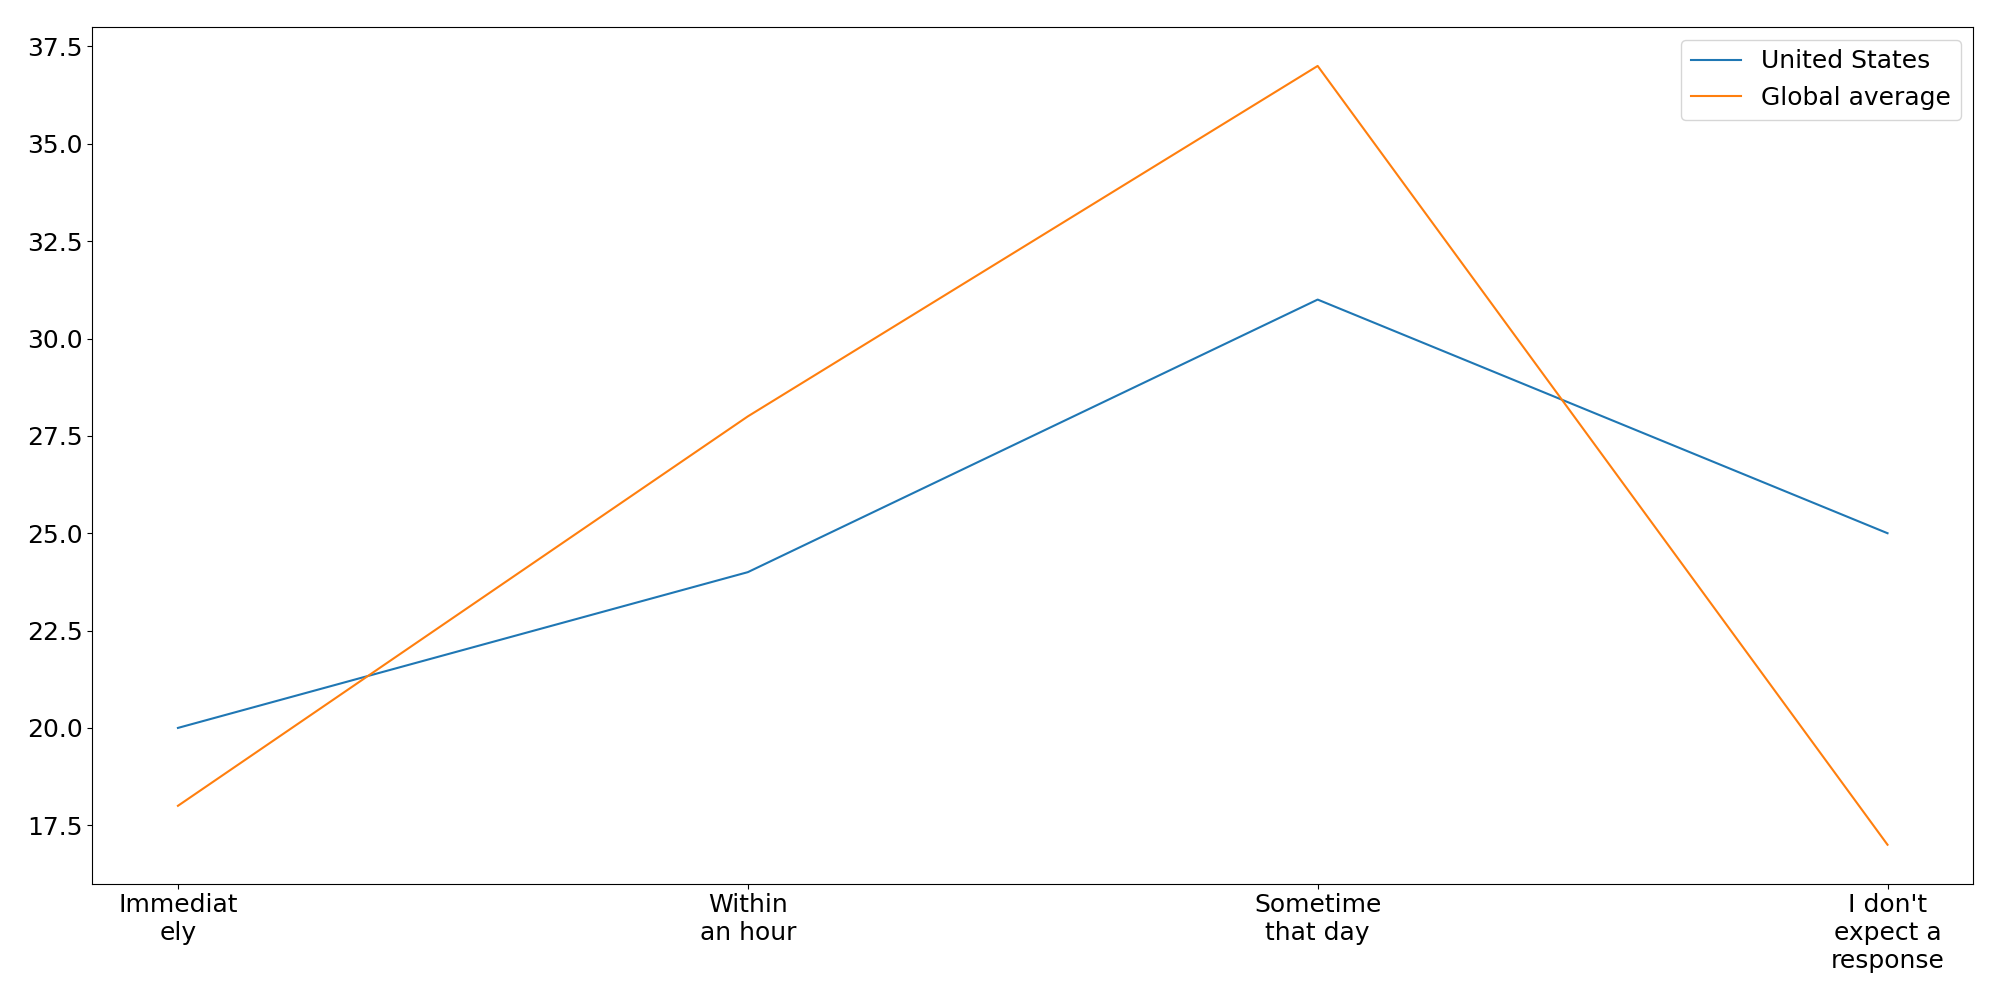 37.5
35.0
32.5
30.0
27.5
25.0
22.5
20.0
17.5
United States
Global average
Immediat
ely
Within
an hour
Sometime
that day
I don't
expect a
response